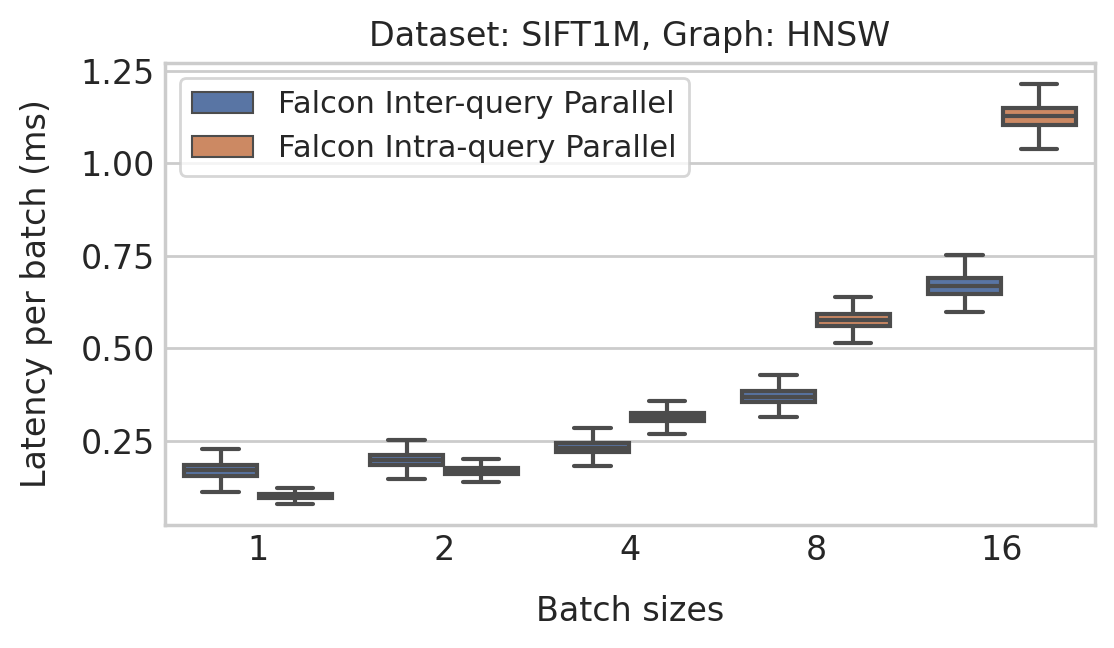 Dataset: SIFT1M, Graph: HNSW
Falcon Inter-query Parallel
Falcon Intra-query Parallel
Latency per batch (ms)
1.25
1.00
0.75
0.50
0.25
1 2 4 8 16
Batch sizes